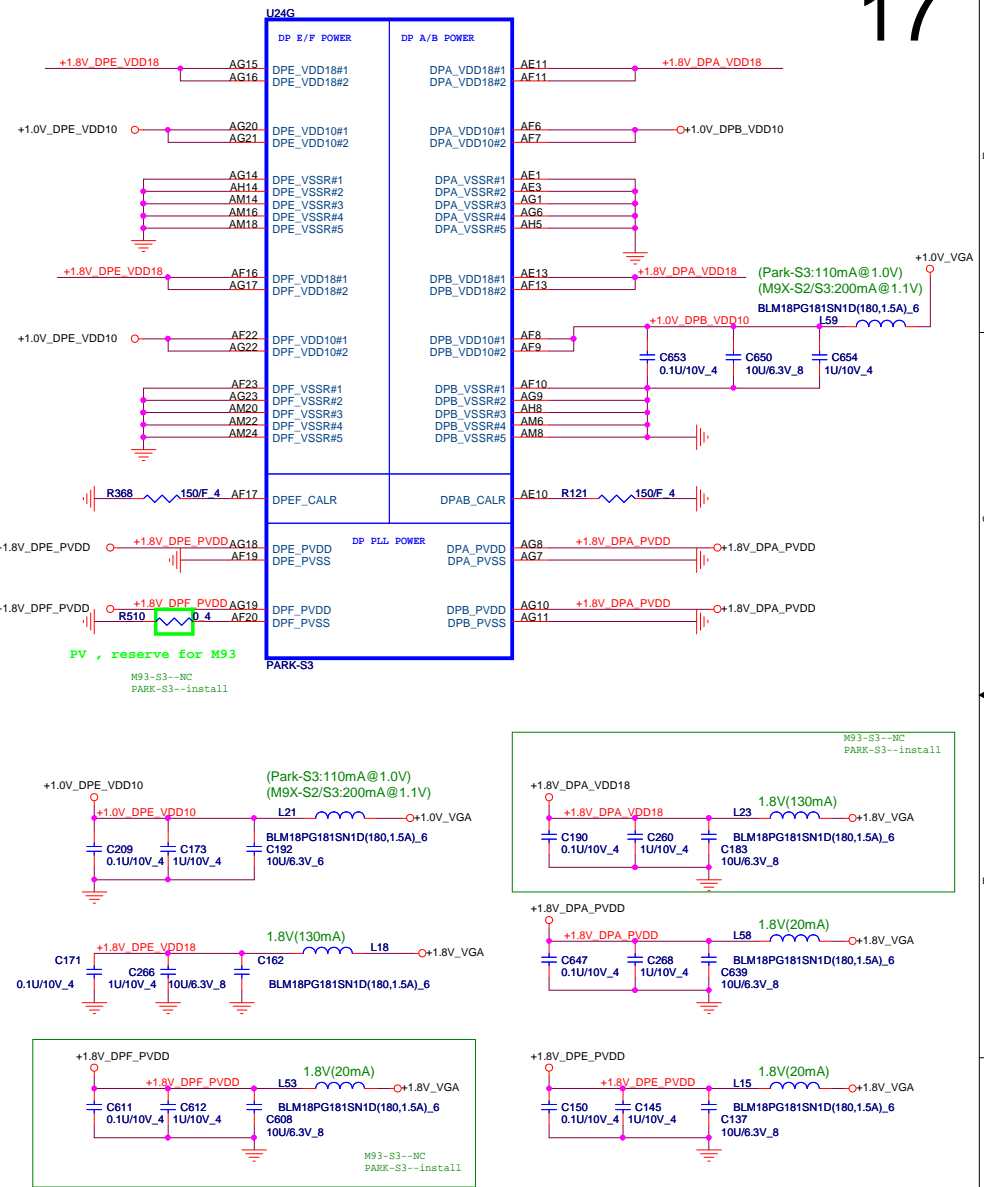 17
U24G
DP E/F POWER
DP A/B POWER
+1.8V_DPE_VDD18 AG15 DPE_VDD18#1
AG16 DPE_VDD18#2
DPA_VDD18#1 AE11 +1.8V_DPA_VDD18
DPA_VDD18#2 AF11
+1.0V_DPE_VDD10 AG20 DPE_VDD10#1
AG21 DPE_VDD10#2
DPA_VDD10#1 AF6 +1.0V_DPB_VDD10
DPA_VDD10#2 AF7
AG14 DPE_VSSR#1
AH14 DPE_VSSR#2
AM14 DPE_VSSR#3
AM16 DPE_VSSR#4
AM18 DPE_VSSR#5
DPA_VSSR#1 AE1
DPA_VSSR#2 AE3
DPA_VSSR#3 AG1
DPA_VSSR#4 AG6
DPA_VSSR#5 AH5
+1.8V_DPE_VDD18 AF16 DPF_VDD18#1
AG17 DPF_VDD18#2
DPB_VDD18#1 AE13 +1.8V_DPA_VDD18
DPB_VDD18#2 AF13
+1.0V_VGA
(Park-S3:110mA@1.0V)
(M9X-S2/S3:200mA@1.1V)
BLM18PG181SN1D(180,1.5A)_6
+1.0V_DPB_VDD10 L59
+1.0V_DPE_VDD10 AF22 DPF_VDD10#1
AG22 DPF_VDD10#2
DPB_VDD10#1 AF8
DPB_VDD10#2 AF9
C653
0.1U/10V_4
C650
10U/6.3V_8
C654
1U/10V_4
AF23 DPF_VSSR#1
AG23 DPF_VSSR#2
AM20 DPF_VSSR#3
AM22 DPF_VSSR#4
AM24 DPF_VSSR#5
DPB_VSSR#1 AF10
DPB_VSSR#2 AG9
DPB_VSSR#3 AH8
DPB_VSSR#4 AM6
DPB_VSSR#5 AM8
R368 150/F_4 AF17 DPEF_CALR
DPAB_CALR AE10 R121 150/F_4
DP PLL POWER
+1.8V_DPE_PVDD +1.8V_DPE_PVDD AG18 DPE_PVDD
AF19 DPE_PVSS
DPA_PVDD AG8 +1.8V_DPA_PVDD +1.8V_DPA_PVDD
DPA_PVSS AG7
+1.8V_DPF_PVDD +1.8V_DPF_PVDD AG19 DPF_PVDD
R510 0_4 AF20 DPF_PVSS
DPB_PVDD AG10 +1.8V_DPA_PVDD +1.8V_DPA_PVDD
DPB_PVSS AG11
PV , reserve for M93
PARK-S3
M93-S3--NC
PARK-S3--install
+1.0V_DPE_VDD10
(Park-S3:110mA@1.0V)
(M9X-S2/S3:200mA@1.1V)
+1.0V_DPE_VDD10 L21 +1.0V_VGA
BLM18PG181SN1D(180,1.5A)_6
C209
0.1U/10V_4
C173
1U/10V_4
C192
10U/6.3V_6
M93-S3--NC
PARK-S3--install
+1.8V_DPA_VDD18
1.8V(130mA)
+1.8V_DPA_VDD18 L23 +1.8V_VGA
BLM18PG181SN1D(180,1.5A)_6
C190
0.1U/10V_4
C260
1U/10V_4
C183
10U/6.3V_8
1.8V(130mA)
+1.8V_DPE_VDD18 L18 +1.8V_VGA
BLM18PG181SN1D(180,1.5A)_6
C171
0.1U/10V_4
C266
1U/10V_4
C162
10U/6.3V_8
+1.8V_DPA_PVDD
1.8V(20mA)
+1.8V_DPA_PVDD L58 +1.8V_VGA
BLM18PG181SN1D(180,1.5A)_6
C647
0.1U/10V_4
C268
1U/10V_4
C639
10U/6.3V_8
+1.8V_DPF_PVDD
1.8V(20mA)
+1.8V_DPF_PVDD L53 +1.8V_VGA
BLM18PG181SN1D(180,1.5A)_6
C611
0.1U/10V_4
C612
1U/10V_4
C608
10U/6.3V_8
M93-S3--NC
PARK-S3--install
+1.8V_DPE_PVDD
1.8V(20mA)
+1.8V_DPE_PVDD L15 +1.8V_VGA
BLM18PG181SN1D(180,1.5A)_6
C150
0.1U/10V_4
C145
1U/10V_4
C137
10U/6.3V_8